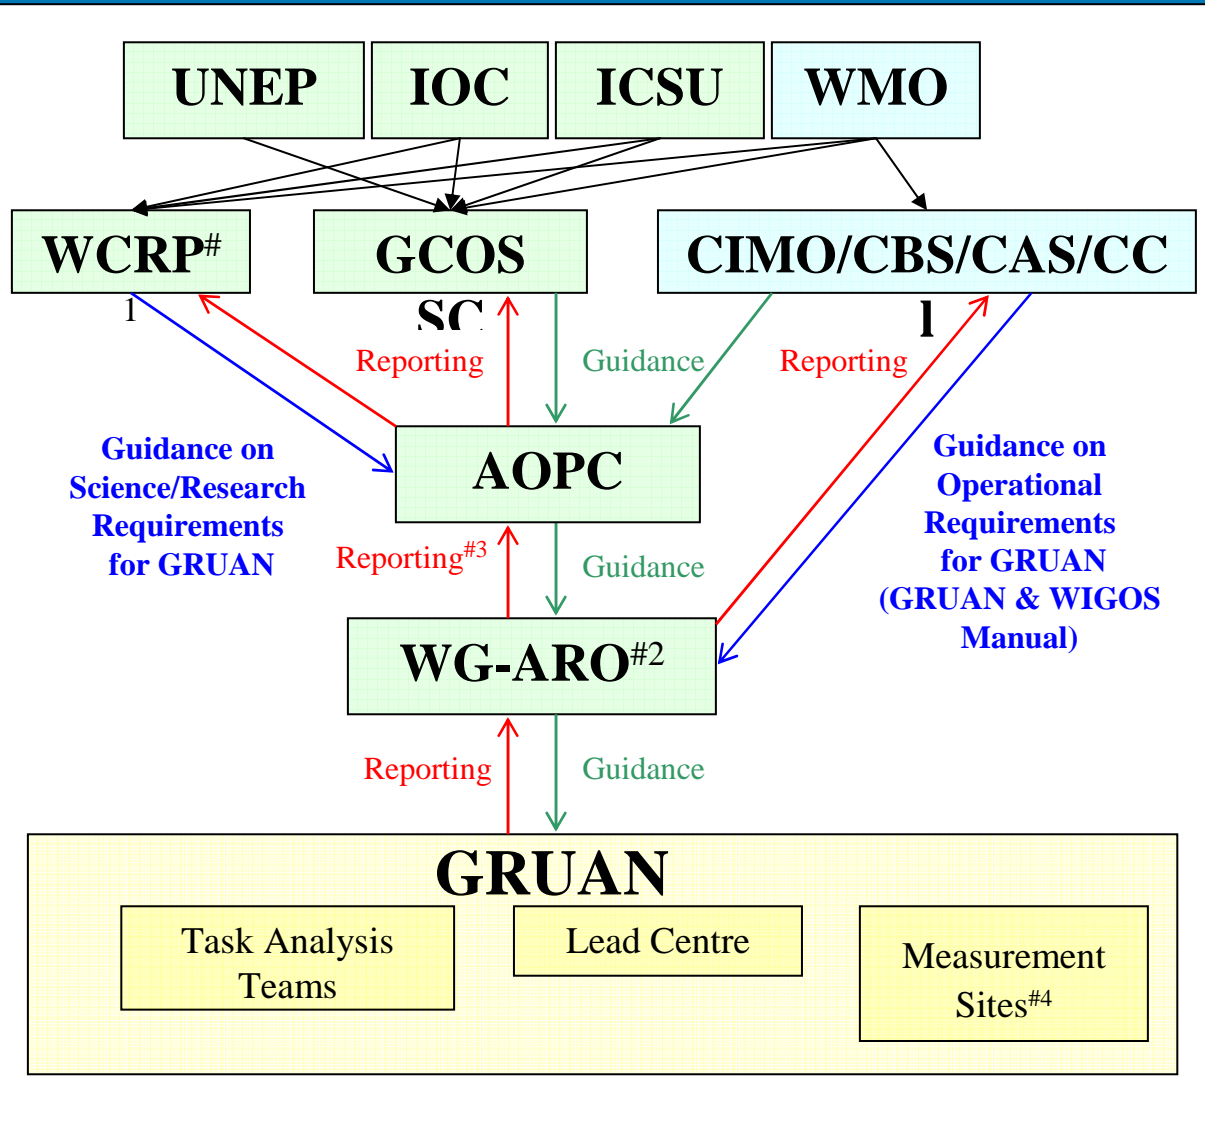 UNEP
IOC
ICSU
WMO
WCRP#
1
GCOS
SC
CIMO/CBS/CAS/CC
l
Reporting
Guidance
Reporting
Guidance on
Science/Research
Requirements
for GRUAN
AOPC
Guidance on
Operational
Requirements
for GRUAN
(GRUAN & WIGOS
Manual)
Reporting#3
Guidance
WG-ARO#2
Reporting
Guidance
GRUAN
Task Analysis
Teams
Lead Centre
Measurement
Sites#4